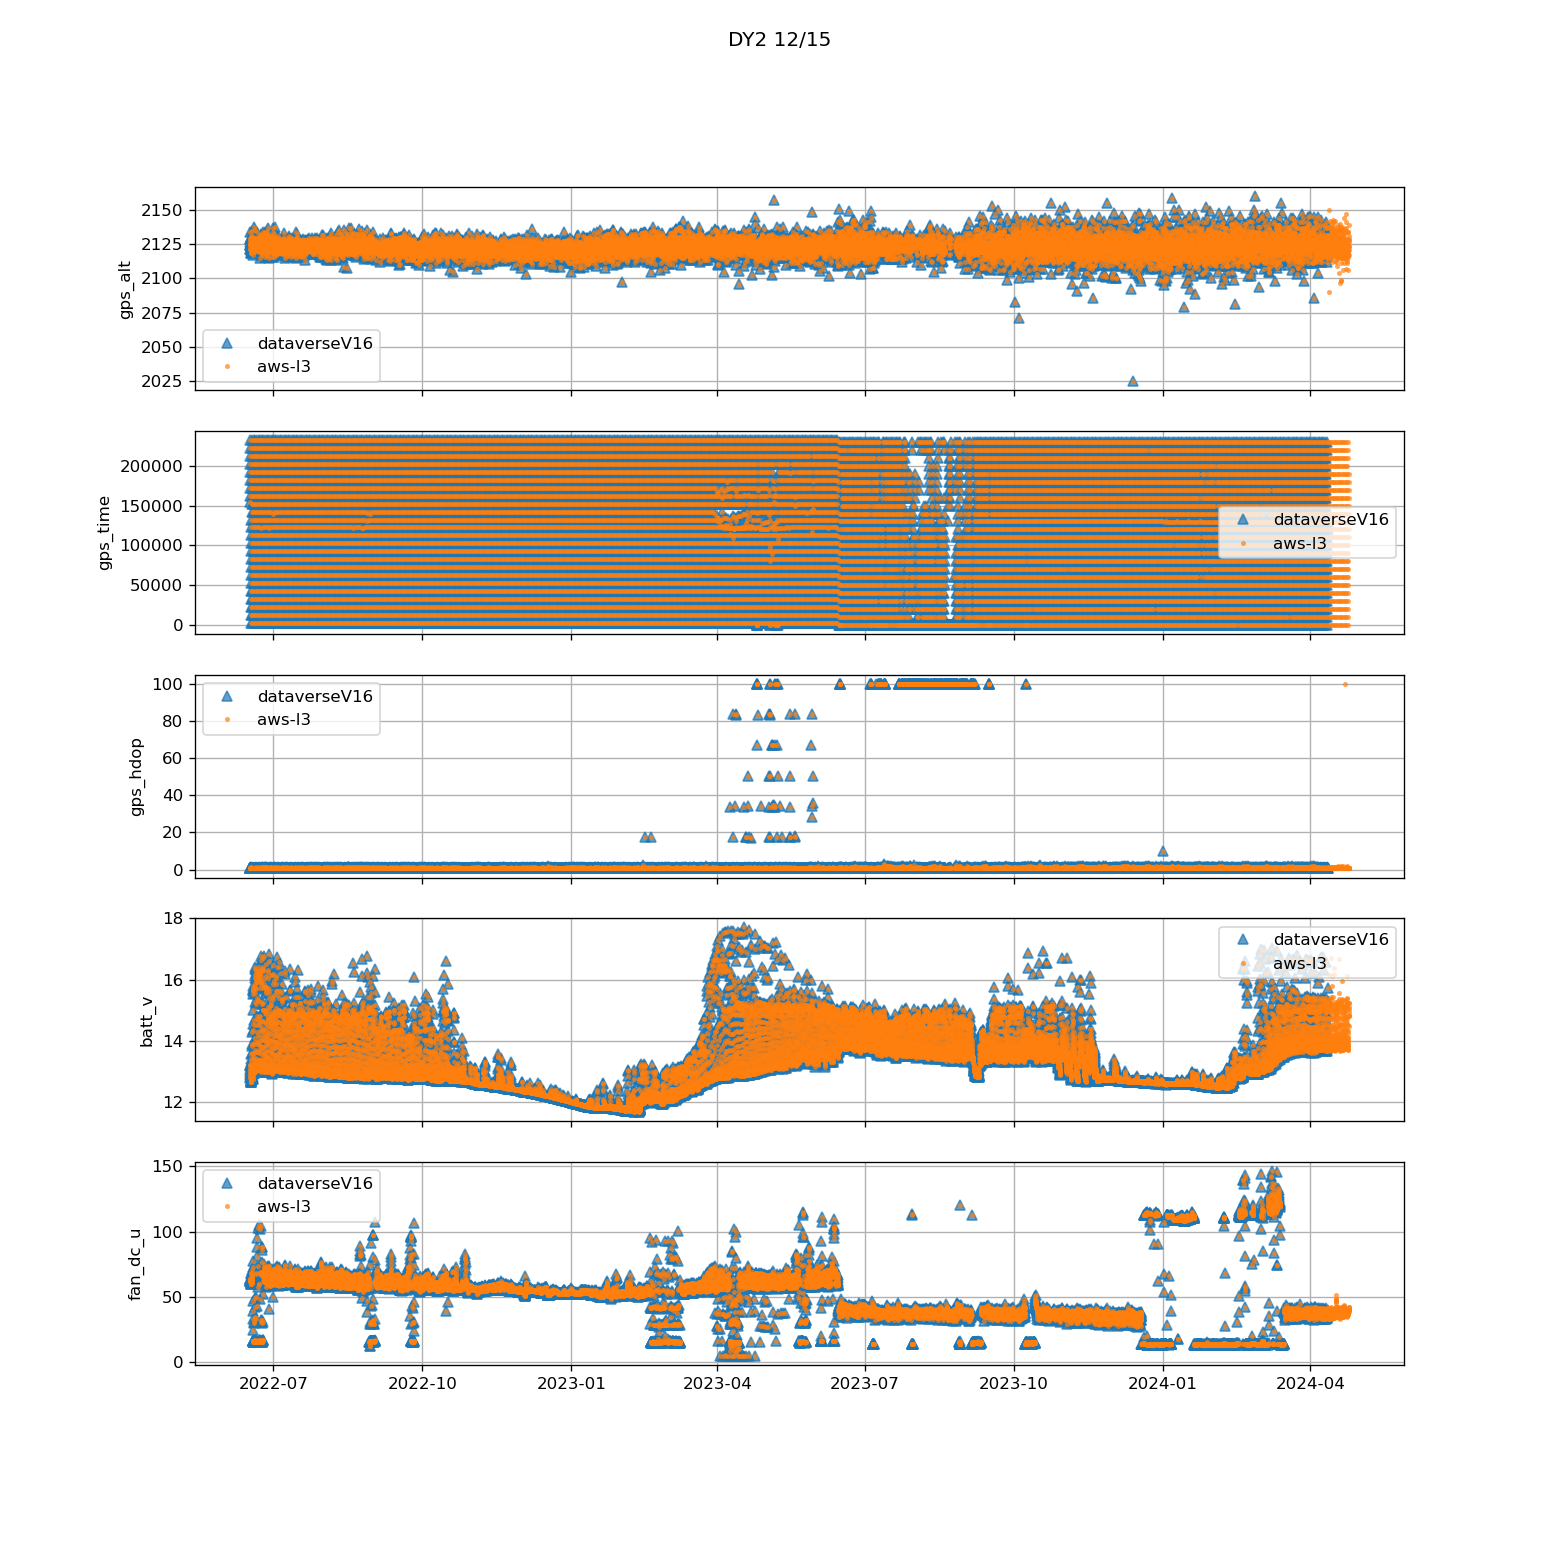 DY2 12/15
2150
2125
2100
2075
2050
2025
gps_alt
dataverseV16
aws-l3
200000
150000
100000
50000
0
gps_time
dataverseV16
aws-l3
100
80
60
40
20
0
gps_hdop
dataverseV16
aws-l3
18
16
14
12
batt_v
dataverseV16
aws-l3
150
100
50
0
fan_dc_u
dataverseV16
aws-l3
2022-07 2022-10 2023-01 2023-04 2023-07 2023-10 2024-01 2024-04